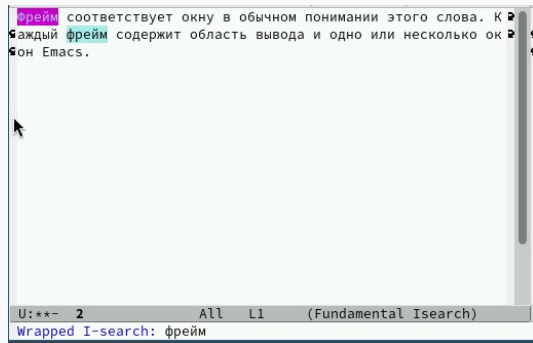 Фрейм соответствует окну в обычном понимании этого слова. К
аждый фрейм содержит область вывода и одно или несколько ок
он Emacs.
U:**-  2                All   L1     (Fundamental Isearch)
Wrapped I-search: фрейм